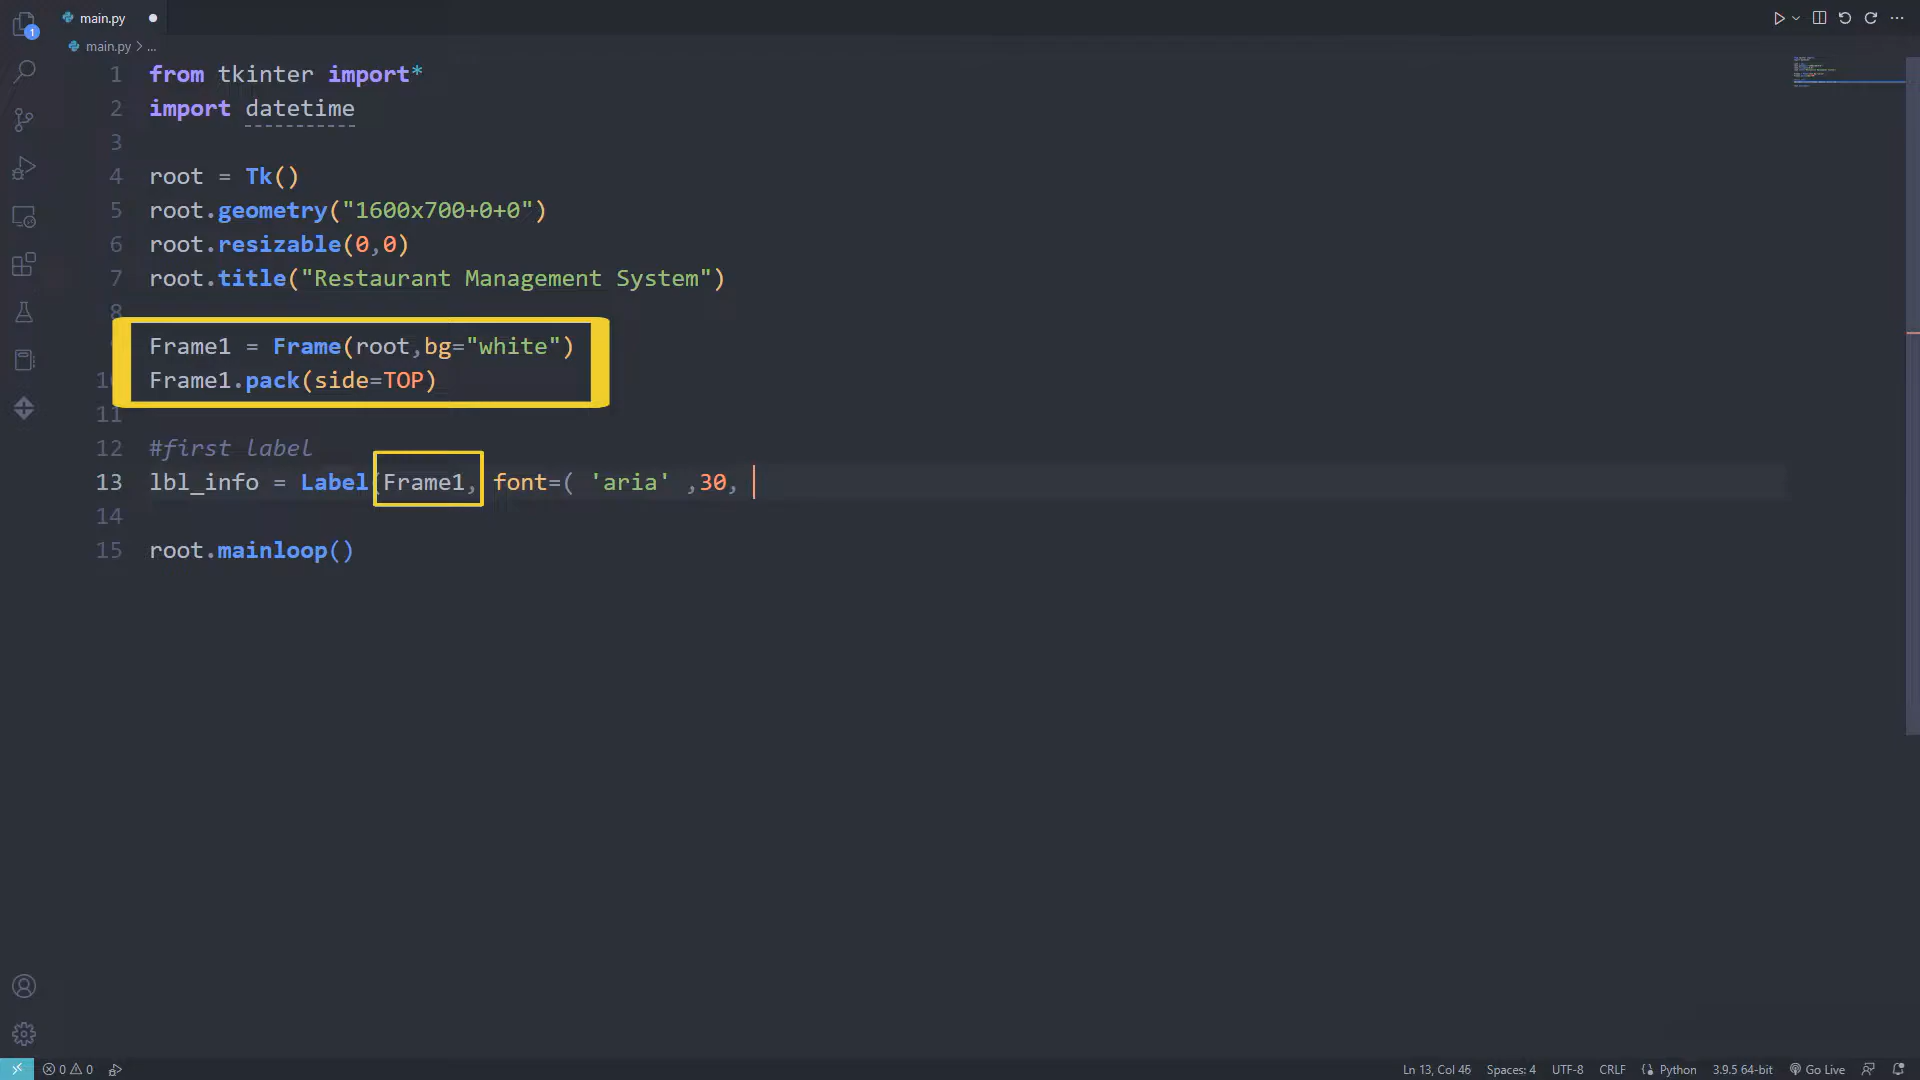 1
main.py
main.py > ...
1 from tkinter import*
2 import datetime
3
4 root = Tk()
5 root.geometry("1600x700+0+0")
6 root.resizable(0,0)
7 root.title("Restaurant Management System")
8
Frame1 = Frame(root,bg="white")
10 Frame1.pack(side=TOP)
11
12 #first label
13 lbl_info = Label(Frame1, font=( 'aria' ,30,
14
15 root.mainloop()
0 0
Ln 13, Col 46 Spaces: 4 UTF-8 CRLF Python 3.9.5 64-bit Go Live